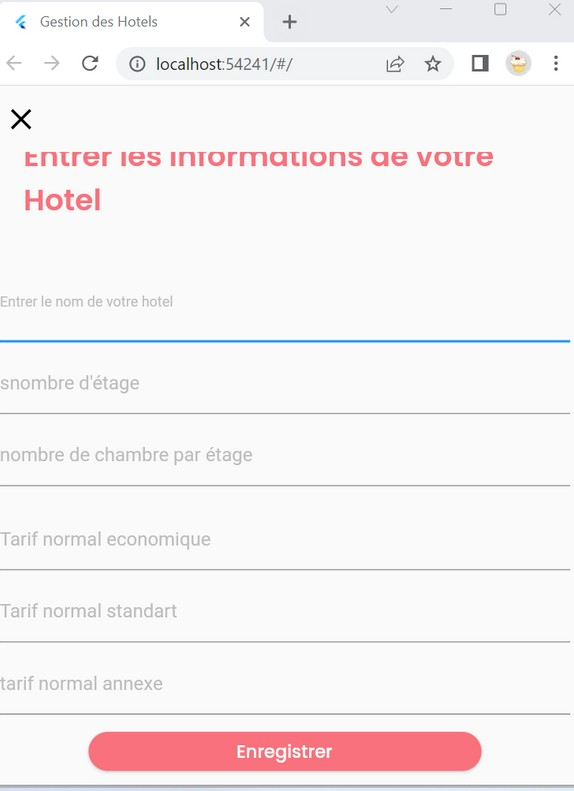 Gestion des Hotels
localhost:54241/#/
Entrer les informations de votre
Hotel
Entrer le nom de votre hotel
snombre d'étage
nombre de chambre par étage
Tarif normal economique
Tarif normal standart
tarif normal annexe
Enregistrer